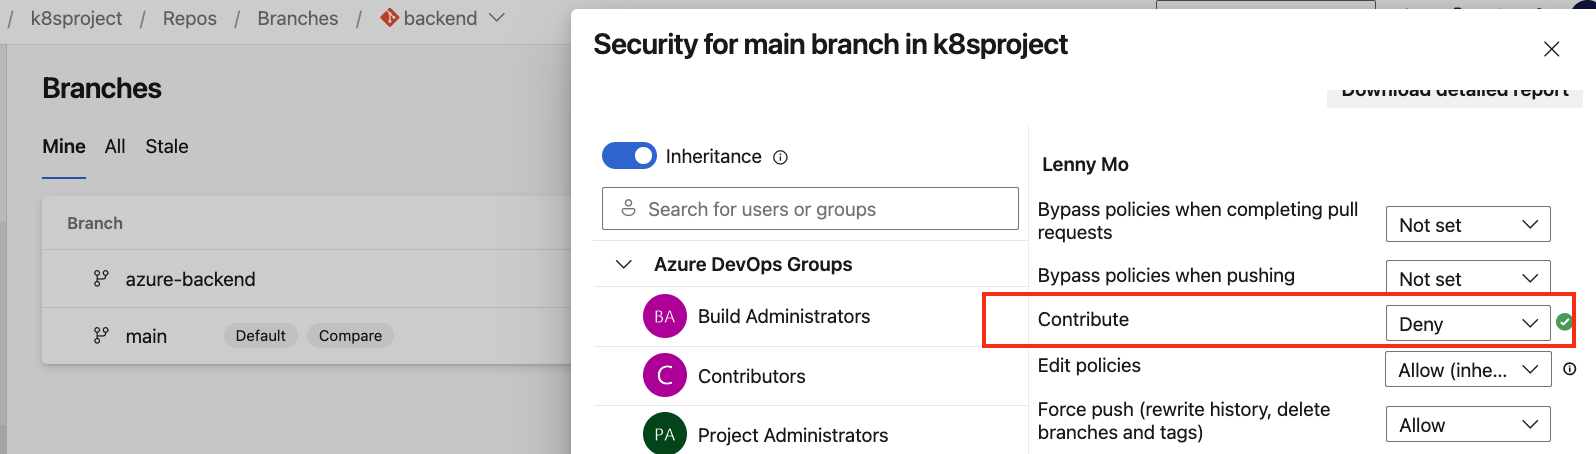 / k8sproject / Repos / Branches / backend
Security for main branch in k8sproject
Branches
Download detailed report
Mine All Stale
Inheritance
Lenny Mo
Search for users or groups
Bypass policies when completing pull
requests
Not set
Branch
Azure DevOps Groups
Bypass policies when pushing
Not set
azure-backend
BA Build Administrators
Contribute
Deny
main Default Compare
Edit policies
Allow (inhe...
C Contributors
Force push (rewrite history, delete
branches and tags)
Allow
PA Project Administrators